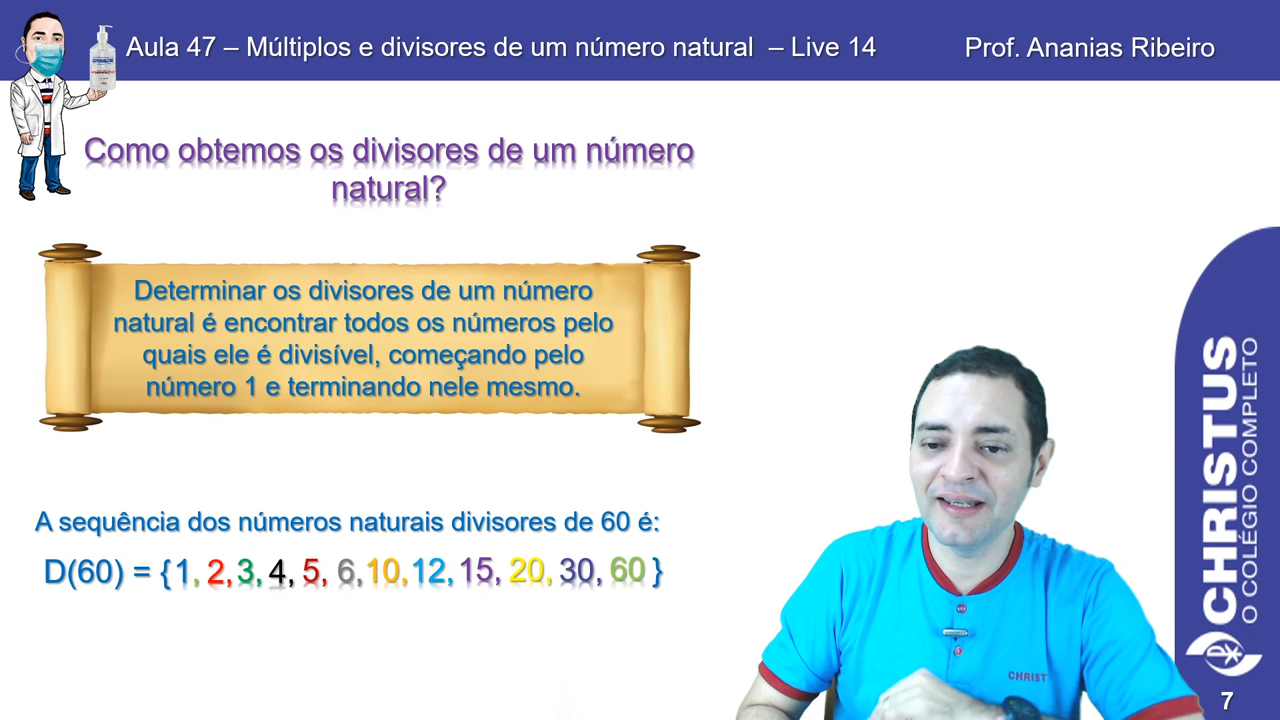 Aula 47 – Múltiplos e divisores de um número natural – Live 14
Prof. Ananias Ribeiro
Como obtemos os divisores de um número
natural?
Determinar os divisores de um número
natural é encontrar todos os números pelo
quais ele é divisível, começando pelo
número 1 e terminando nele mesmo.
A sequência dos números naturais divisores de 60 é:
D(60) = {1, 2, 3, 4, 5, 6, 10, 12, 15, 20, 30, 60 }
CHRISTUS
O COLÉGIO COMPLETO
CHRIST
7